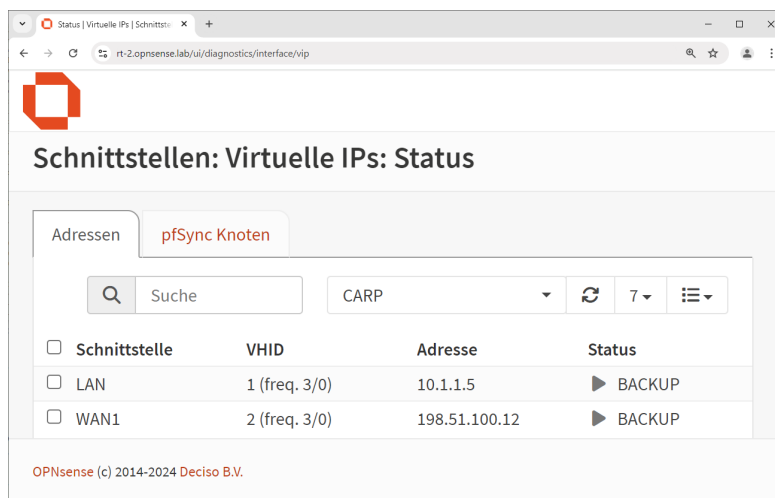 Status | Virtuelle IPs | Schnittste
rt-2.opnsense.lab/ui/diagnostics/interface/vip
Schnittstellen: Virtuelle IPs: Status
Adressen pfSync Knoten
Suche CARP 7
Schnittstelle VHID Adresse Status
LAN 1 (freq. 3/0) 10.1.1.5 BACKUP
WAN1 2 (freq. 3/0) 198.51.100.12 BACKUP
OPNsense (c) 2014-2024 Deciso B.V.